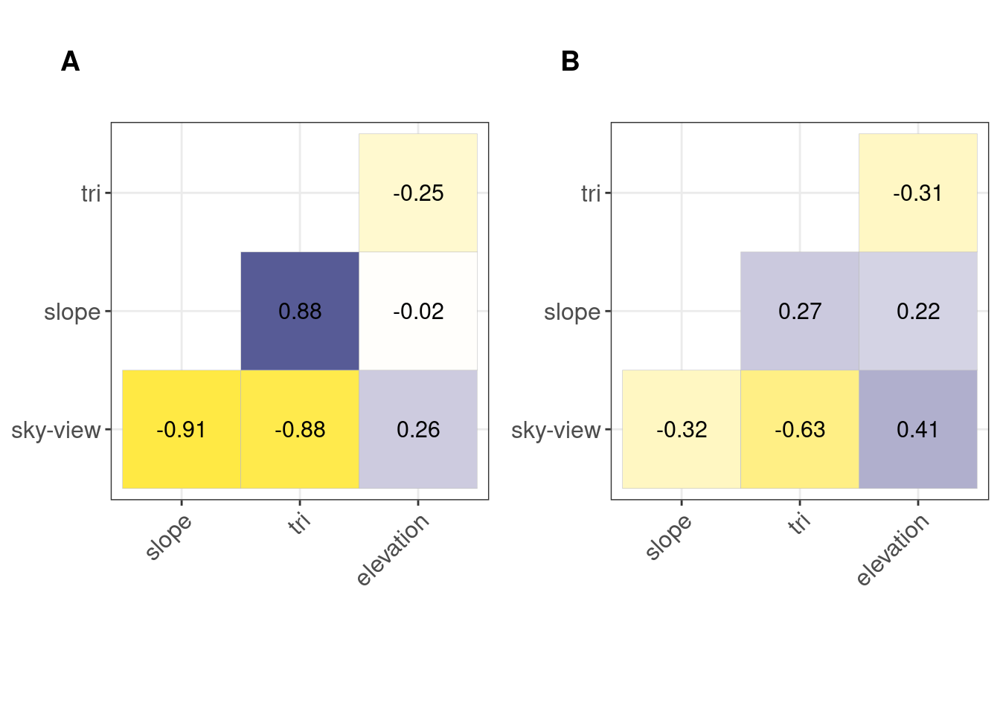 A
tri
slope
sky-view
-0.25
0.88
-0.02
-0.91
-0.88
0.26
slope
tri
elevation
B
tri
slope
sky-view
-0.31
0.27
0.22
-0.32
-0.63
0.41
slope
tri
elevation